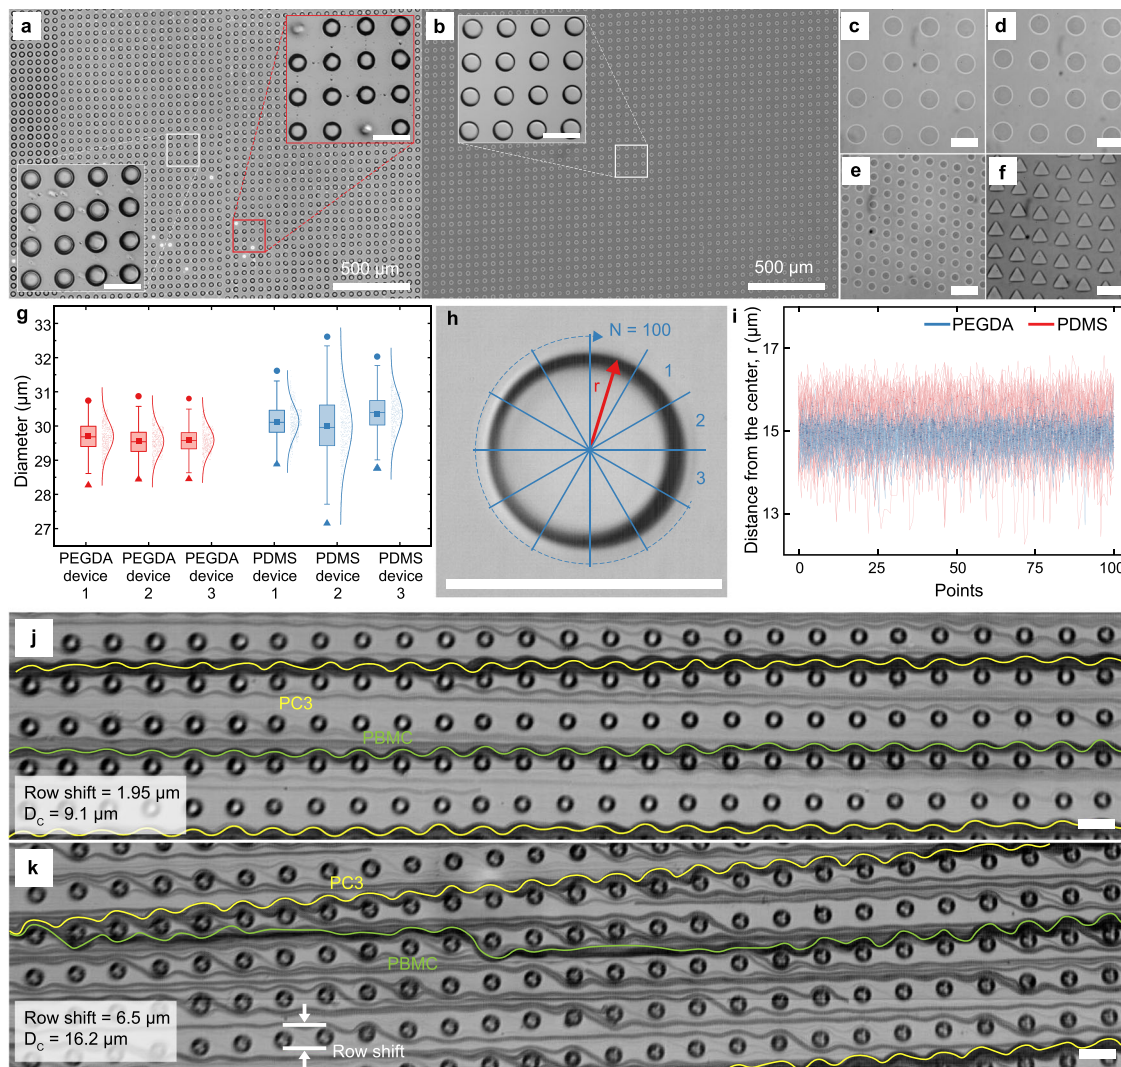 a
b
c
d
e
f
500 µm
500 µm
g
Diameter (µm)
33
32
31
30
29
28
27
PEGDA device 1
PEGDA device 2
PEGDA device 3
PDMS device 1
PDMS device 2
PDMS device 3
h
N = 100
1
2
3
r
i
PEGDA
PDMS
Distance from the center, r (µm)
17
15
13
0
25
50
75
100
Points
j
PC3
PBMC
Row shift = 1.95 µm
D_C = 9.1 µm
k
PC3
PBMC
Row shift = 6.5 µm
D_C = 16.2 µm
Row shift